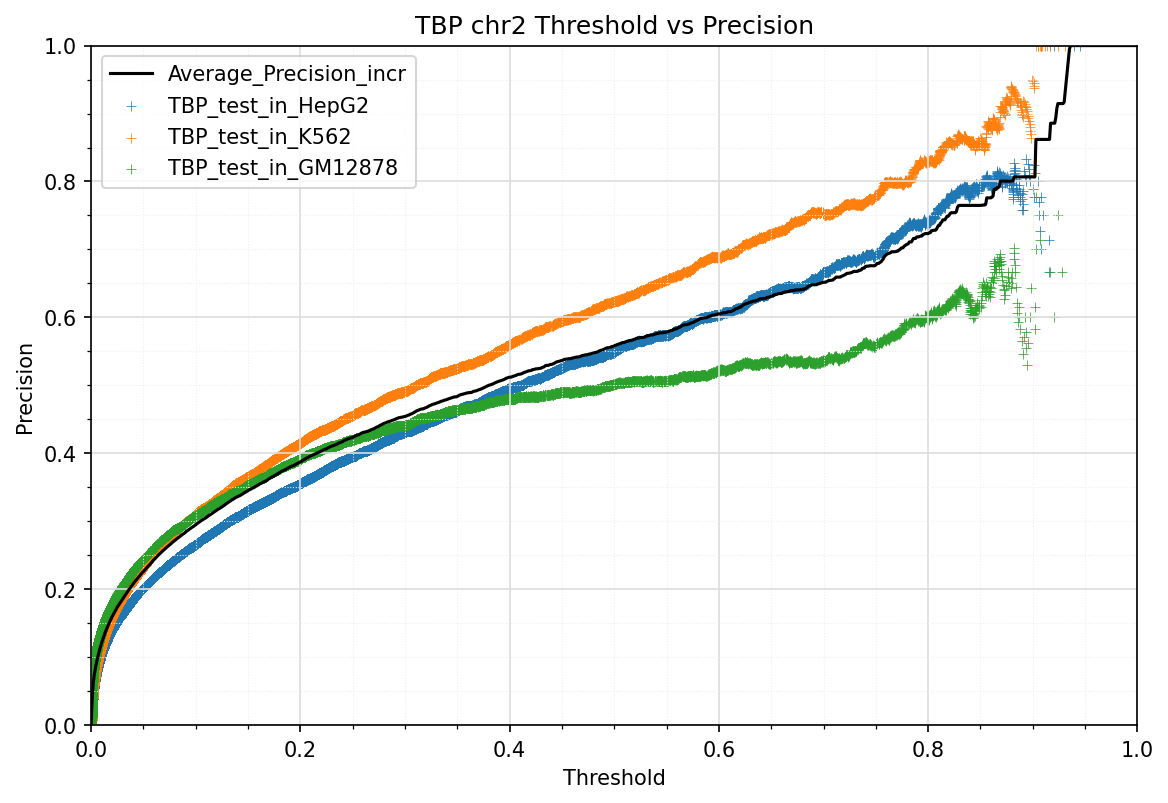 TBP chr2 Threshold vs Precision
Average_Precision_incr
TBP_test_in_HepG2
TBP_test_in_K562
TBP_test_in_GM12878
1.0
0.8
0.6
0.4
0.2
0.0
Precision
0.0 0.2 0.4 0.6 0.8 1.0
Threshold